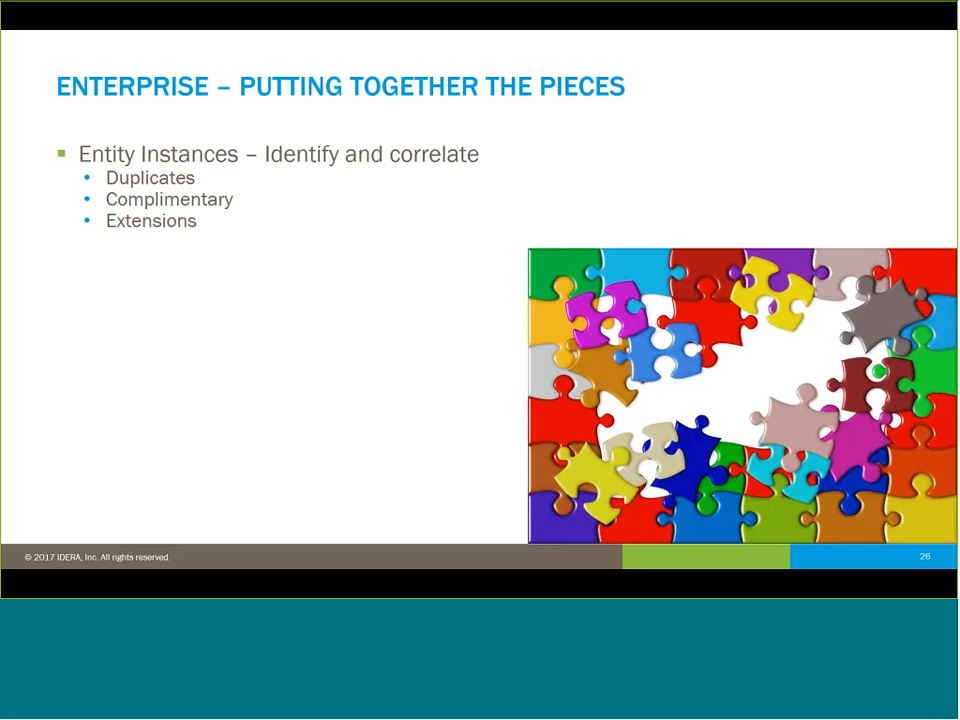 ENTERPRISE – PUTTING TOGETHER THE PIECES
▪ Entity Instances – Identify and correlate
• Duplicates
• Complimentary
• Extensions
© 2017 IDERA, Inc. All rights reserved.
26